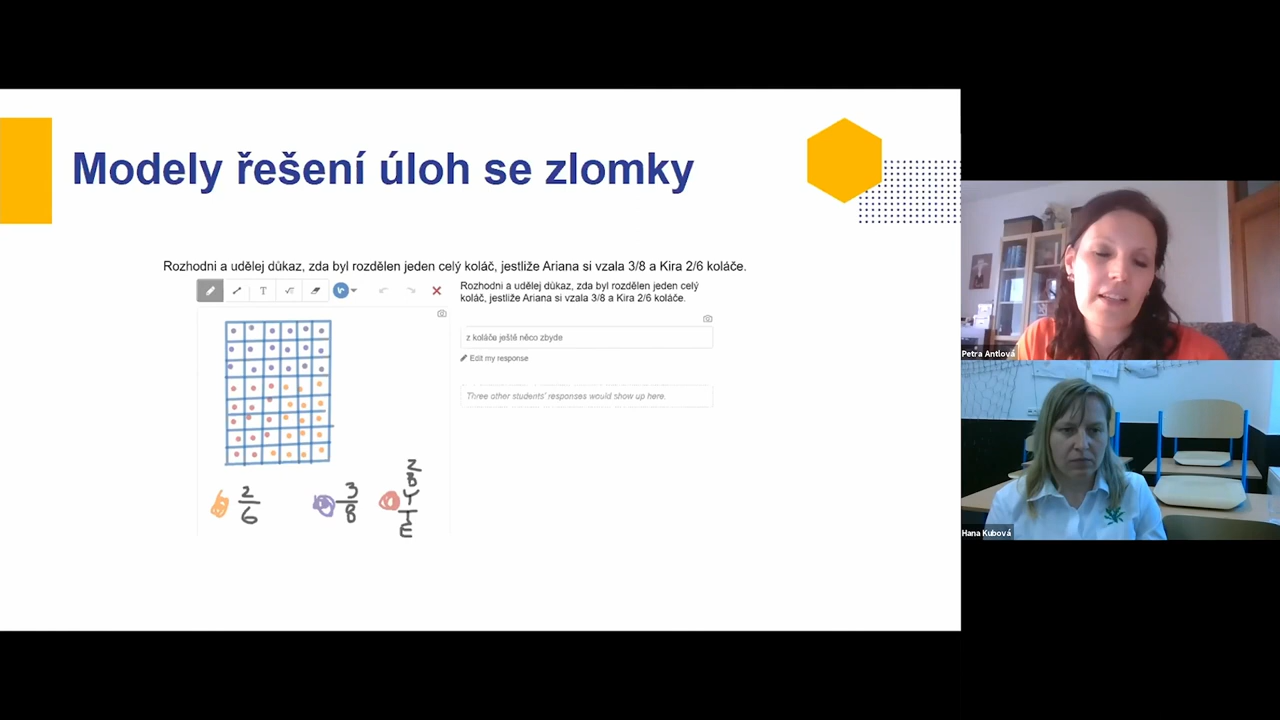 Modely řešení úloh se zlomky
Rozhodni a udělej důkaz, zda byl rozdělen jeden celý koláč, jestliže Ariana si vzala 3/8 a Kira 2/6 koláče.
T
Rozhodni a udělej důkaz, zda byl rozdělen jeden celý
koláč, jestliže Ariana si vzala 3/8 a Kira 2/6 koláče.
z koláče ještě něco zbyde
Edit my response
Three other students' responses would show up here.
2/6
3/8
Z
B
Y
T
E
Petra Antlová
Hana Kubová